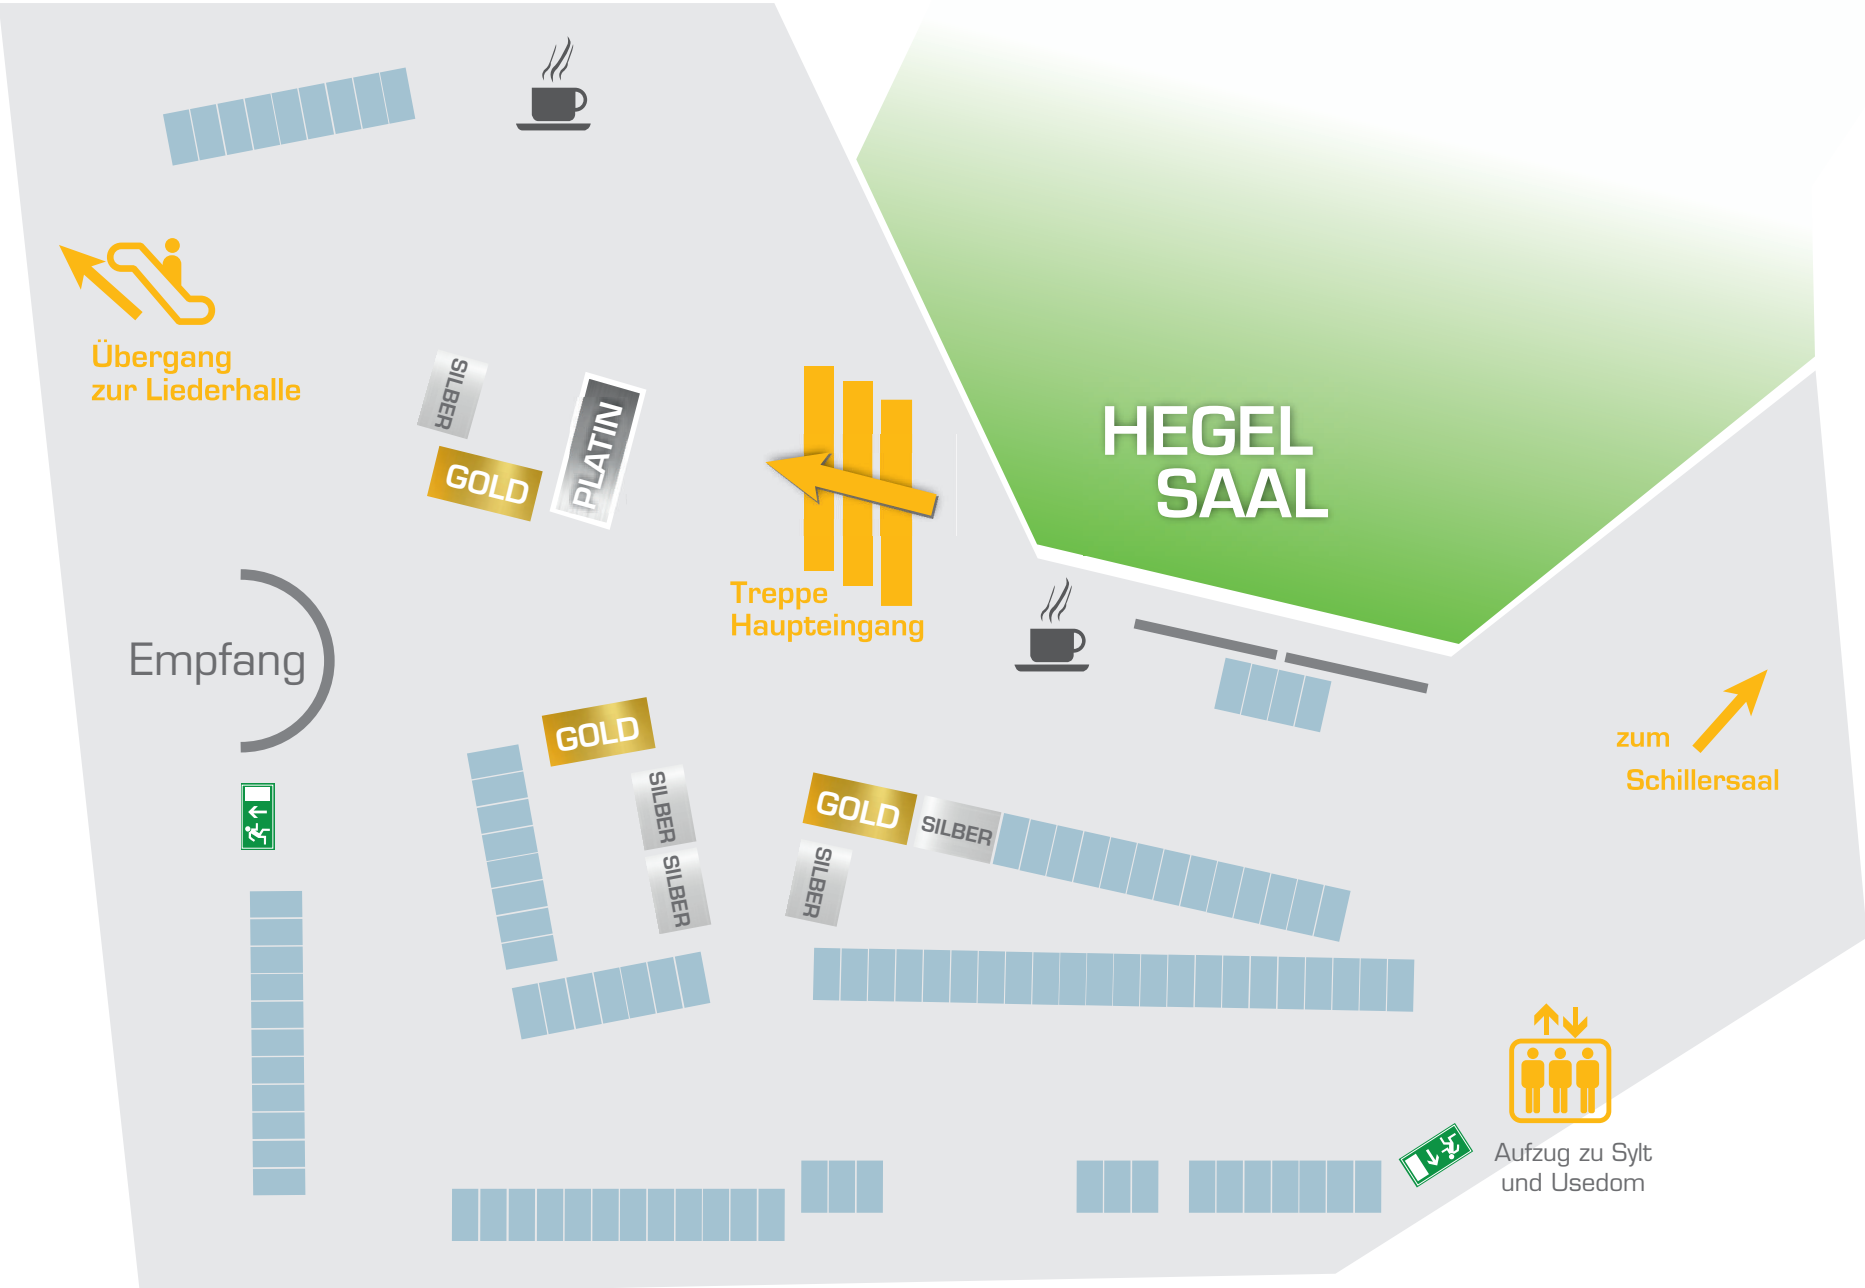 Übergang
zur Liederhalle
SILBER
GOLD
PLATIN
HEGEL
SAAL
Treppe
Haupteingang
Empfang
GOLD
SILBER
SILBER
GOLD
SILBER
SILBER
zum
Schillersaal
Aufzug zu Sylt
und Usedom